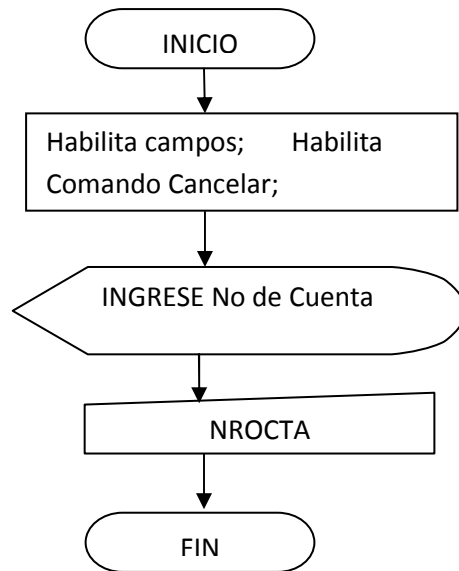 INICIO
Habilita campos; Habilita
Comando Cancelar;
INGRESE No de Cuenta
NROCTA
FIN